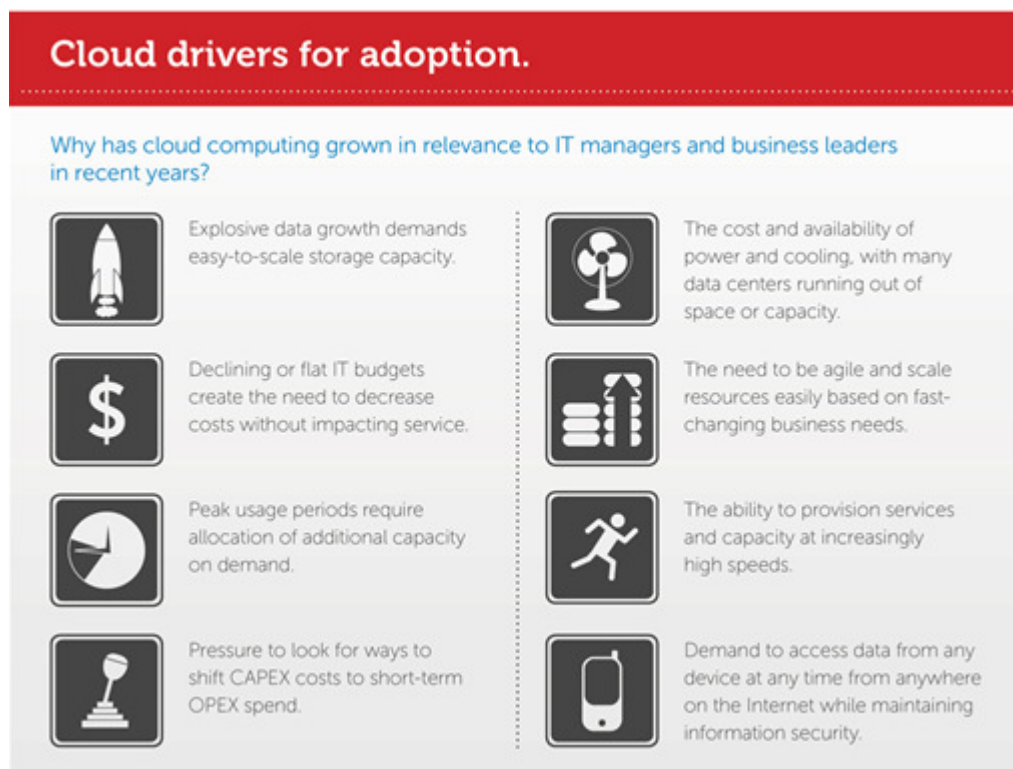 Cloud drivers for adoption.
Why has cloud computing grown in relevance to IT managers and business leaders
in recent years?
Explosive data growth demands
easy-to-scale storage capacity.
$
Declining or flat IT budgets
create the need to decrease
costs without impacting service.
Peak usage periods require
allocation of additional capacity
on demand.
Pressure to look for ways to
shift CAPEX costs to short-term
OPEX spend.
The cost and availability of
power and cooling, with many
data centers running out of
space or capacity.
The need to be agile and scale
resources easily based on fast-
changing business needs.
The ability to provision services
and capacity at increasingly
high speeds.
Demand to access data from any
device at any time from anywhere
on the Internet while maintaining
information security.